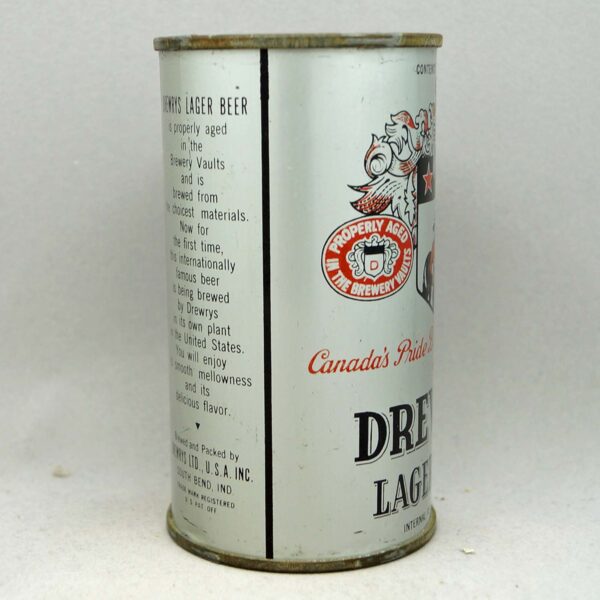 DREWRYS LAGER BEER
is properly aged
in the
Brewery Vaults
and is
brewed from
choicest materials.
Now for
the first time,
this internationally
famous beer
is being brewed
by Drewrys
in its own plant
in the United States.
You will enjoy
smooth mellowness
and its
delicious flavor.
Brewed and Packed by
DREWRYS LTD., U.S.A. INC.
SOUTH BEND, IND.
TRADE MARK REGISTERED
U.S. PAT. OFF.
CONTEN
PROPERLY AGED
IN THE BREWERY VAULTS
D
Canada's Pride
DRE
LAGE
INTERNAL